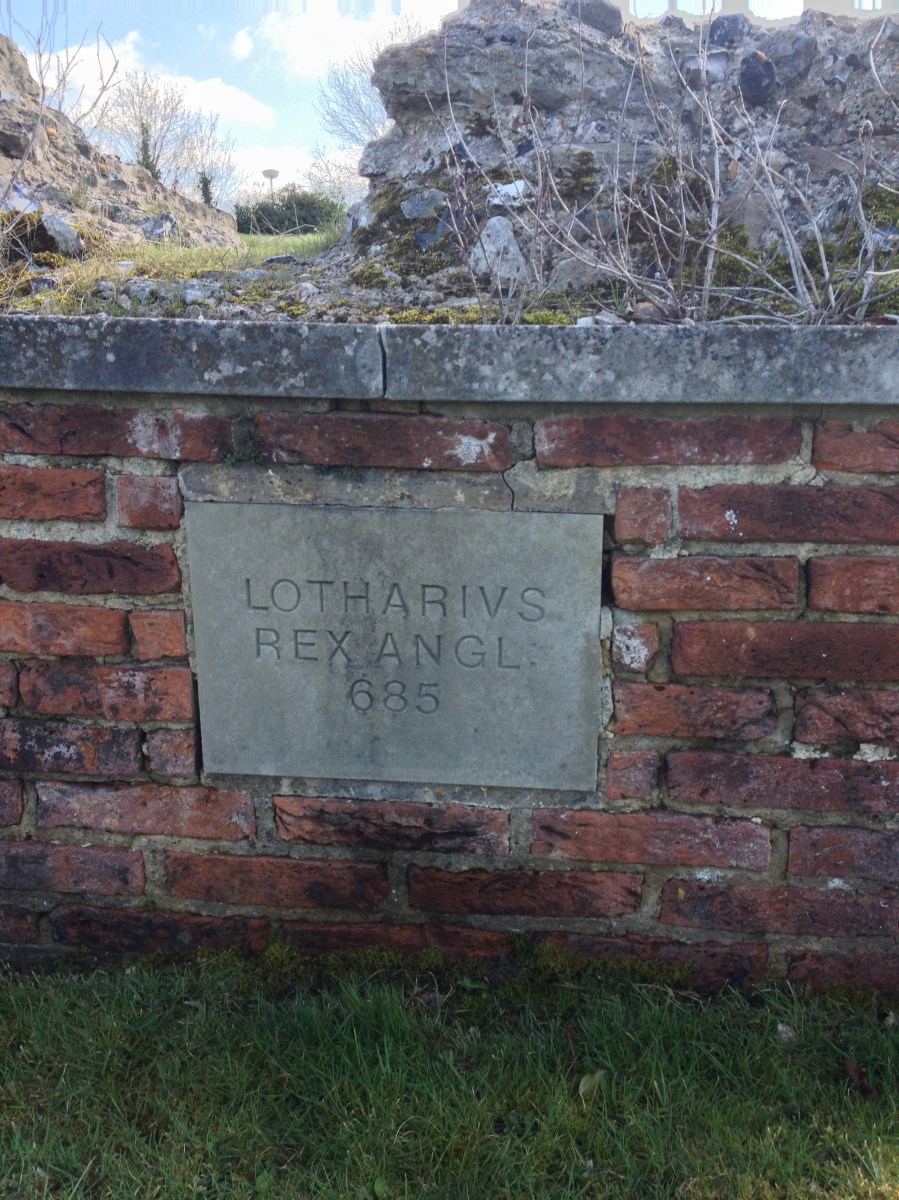 LOTHARIVS
REX ANGL.
685